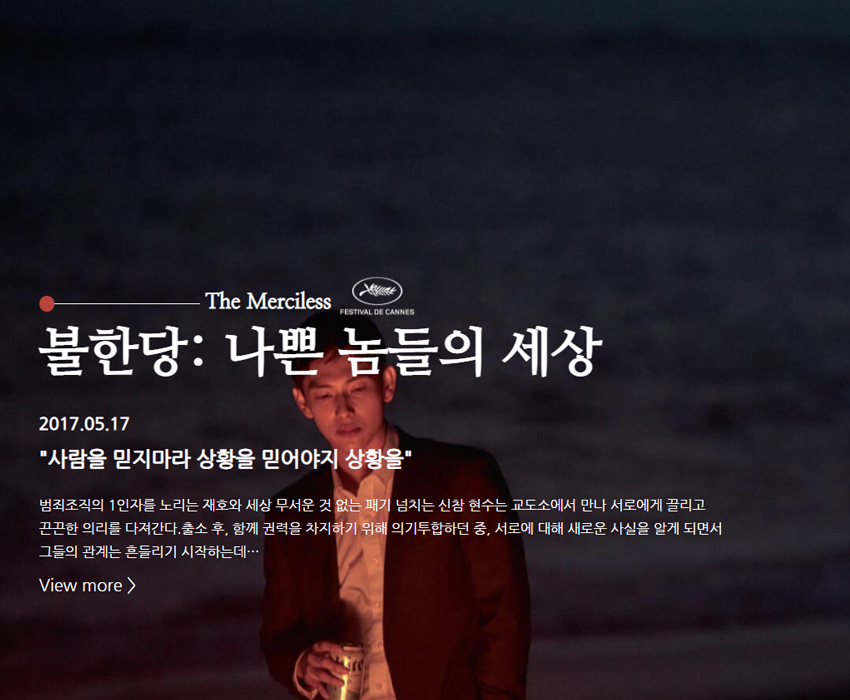 The Merciless
FESTIVAL DE CANNES
불한당: 나쁜 놈들의 세상
2017.05.17
"사람을 믿지마라 상황을 믿어야지 상황을"
범죄조직의 1인자를 노리는 재호와 세상 무서운 것 없는 패기 넘치는 신참 현수는 교도소에서 만나 서로에게 끌리고
끈끈한 의리를 다져간다.출소 후, 함께 권력을 차지하기 위해 의기투합하던 중, 서로에 대해 새로운 사실을 알게 되면서
그들의 관계는 흔들리기 시작하는데…
View more >